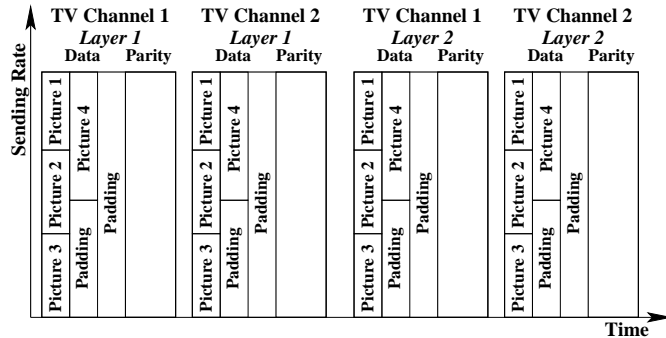 TV Channel 1 TV Channel 2 TV Channel 1 TV Channel 2
Layer 1 Layer 1 Layer 2 Layer 2
Data Parity Data Parity Data Parity Data Parity
Sending Rate
Picture 1
Picture 2
Picture 3
Picture 4
Padding
Padding
Picture 1
Picture 2
Picture 3
Picture 4
Padding
Padding
Picture 1
Picture 2
Picture 3
Picture 4
Padding
Padding
Picture 1
Picture 2
Picture 3
Picture 4
Padding
Padding
Time